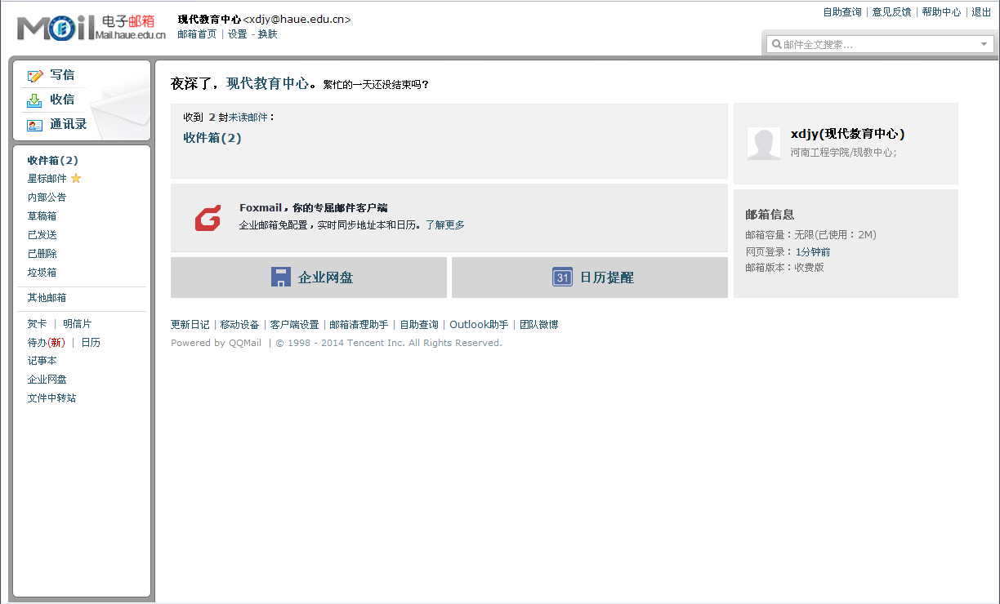 Mail 电子邮箱
Mail.haue.edu.cn
现代教育中心<xdjy@haue.edu.cn>
邮箱首页 | 设置 - 换肤
自助查询 | 意见反馈 | 帮助中心 | 退出
邮件全文搜索...
写信
收信
通讯录
收件箱(2)
星标邮件
内部公告
草稿箱
已发送
已删除
垃圾箱
其他邮箱
贺卡 | 明信片
待办(新) | 日历
记事本
企业网盘
文件中转站
夜深了，现代教育中心。繁忙的一天还没结束吗？
收到 2 封未读邮件：
收件箱(2)
Foxmail，你的专属邮件客户端
企业邮箱免配置，实时同步地址本和日历。了解更多
企业网盘
31 日历提醒
xdjy(现代教育中心)
河南工程学院/现教中心;
邮箱信息
邮箱容量：无限(已使用：2M)
网页登录：1分钟前
邮箱版本：收费版
更新日记 | 移动设备 | 客户端设置 | 邮箱清理助手 | 自助查询 | Outlook助手 | 团队微博
Powered by QQMail | © 1998 - 2014 Tencent Inc. All Rights Reserved.